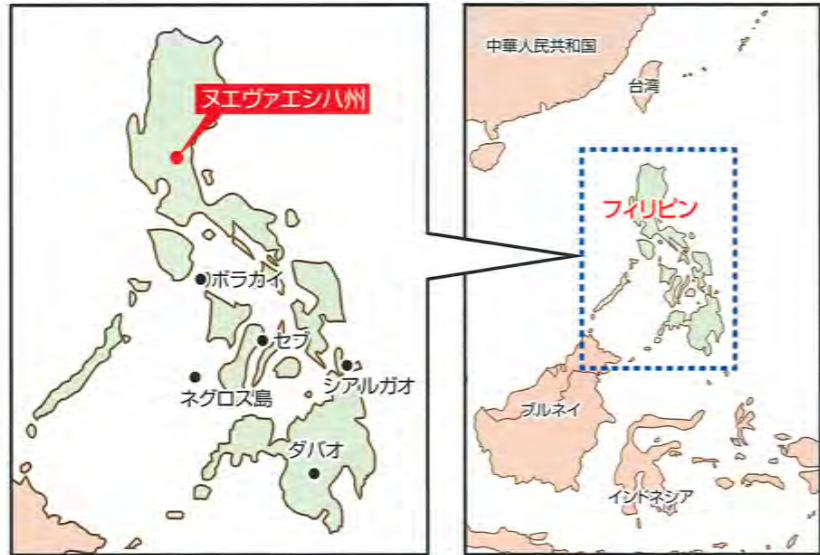 ヌエヴァエシハ州
ボラカイ
セブ
シアルガオ
ネグロス島
ダバオ
中華人民共和国
台湾
フィリピン
ブルネイ
インドネシア